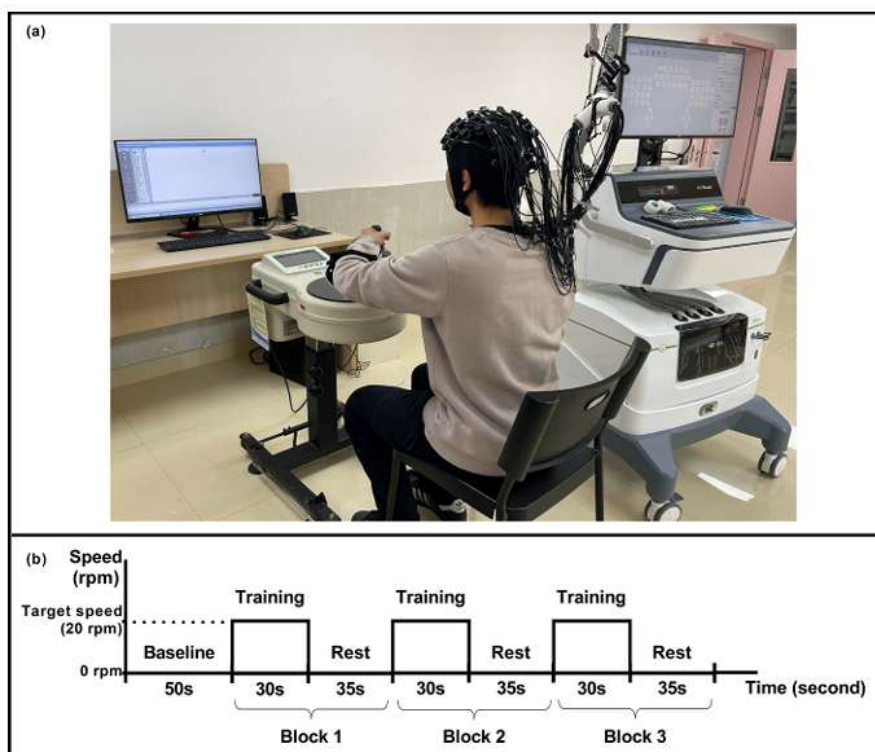 (a)
(b)
Speed
(rpm)
Training Training Training
Target speed
(20 rpm)
Baseline Rest Rest Rest
0 rpm
50s 30s 35s 30s 35s 30s 35s Time (second)
Block 1 Block 2 Block 3